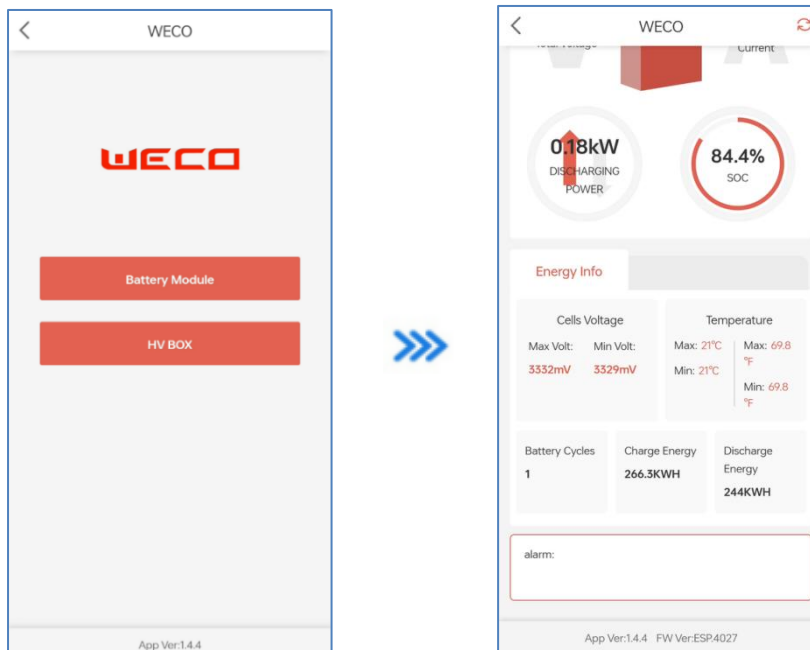 WECO
WECO
Battery Module
HV BOX
App Ver:1.4.4
WECO
Current
0.18kW
DISCHARGING
POWER
84.4%
SOC
Energy Info
Cells Voltage
Max Volt: Min Volt:
3332mV 3329mV
Temperature
Max: 21°C
Min: 21°C
Max: 69.8
°F
Min: 69.8
°F
Battery Cycles
1
Charge Energy
266.3KWH
Discharge
Energy
244KWH
alarm:
App Ver:1.4.4 FW Ver:ESP.4027